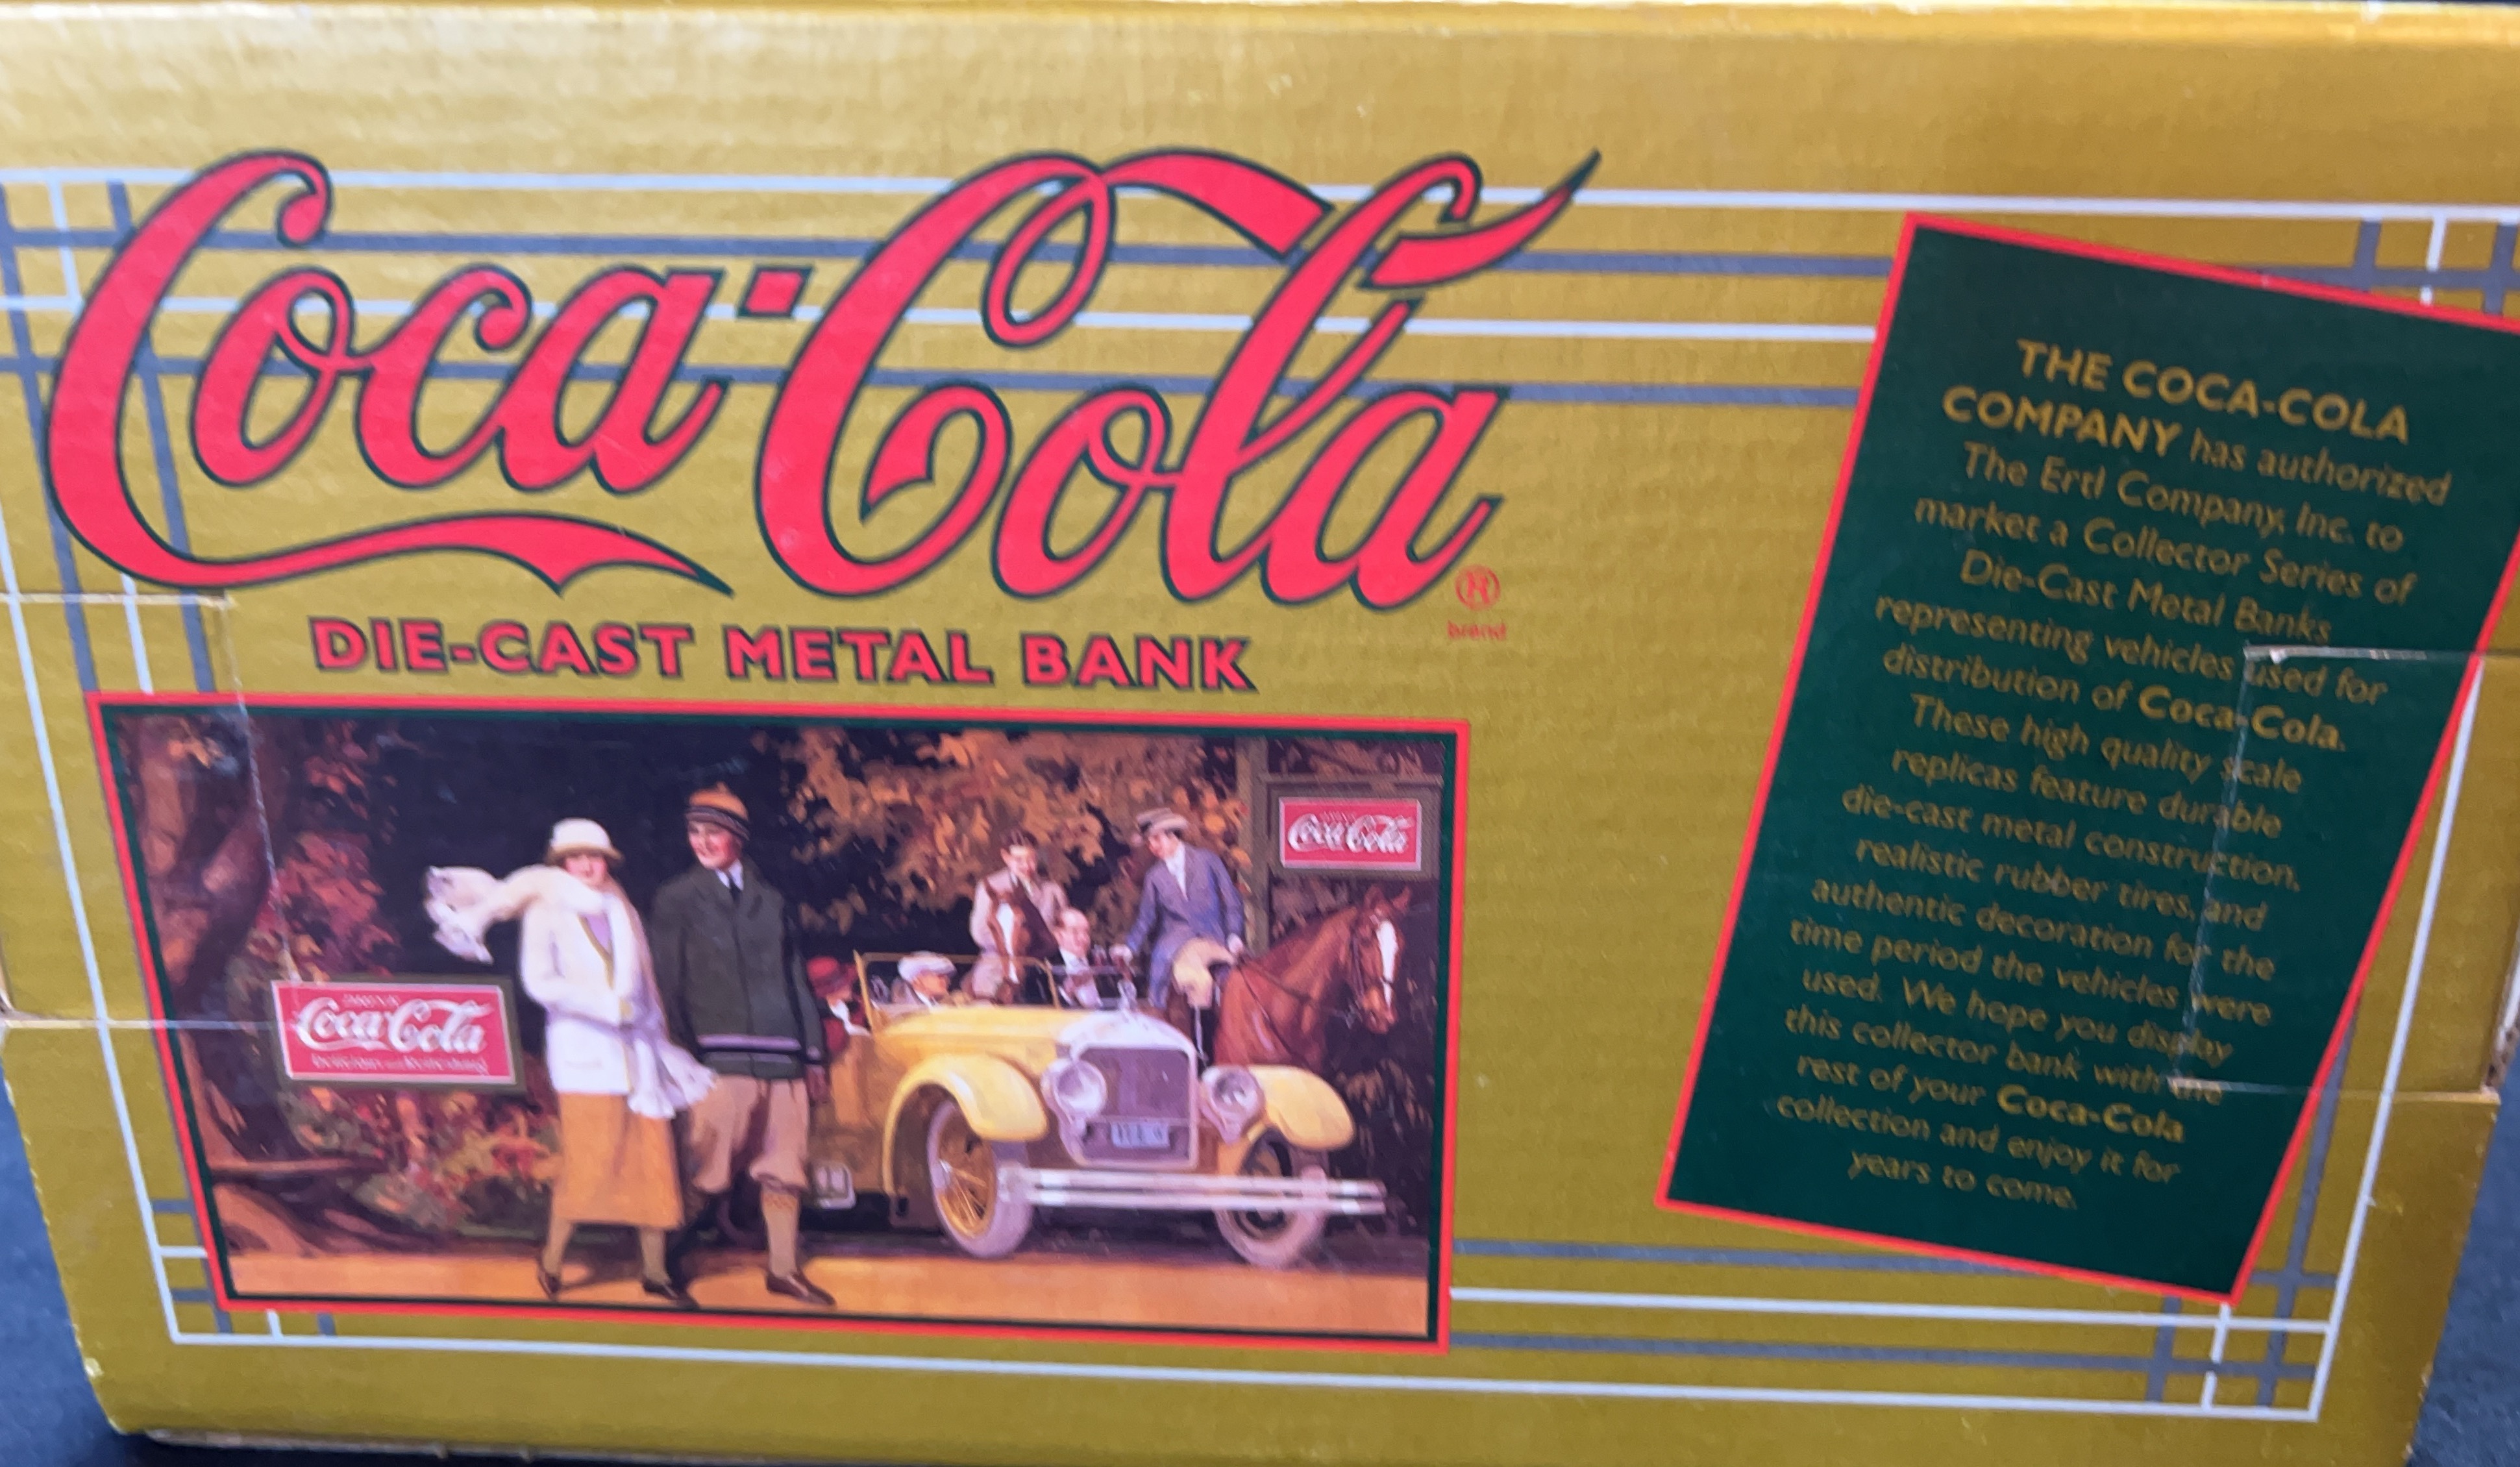 Coca-Cola
®
brand
DIE-CAST METAL BANK
Coca-Cola
DRINK
Coca-Cola
THE COCA-COLA
COMPANY has authorized
The Ertl Company, Inc. to
market a Collector Series of
Die-Cast Metal Banks
representing vehicles used for
distribution of Coca-Cola.
These high quality scale
replicas feature durable
die-cast metal construction,
realistic rubber tires, and
authentic decoration for the
time period the vehicles were
used. We hope you display
this collector bank with the
rest of your Coca-Cola
collection and enjoy it for
years to come.